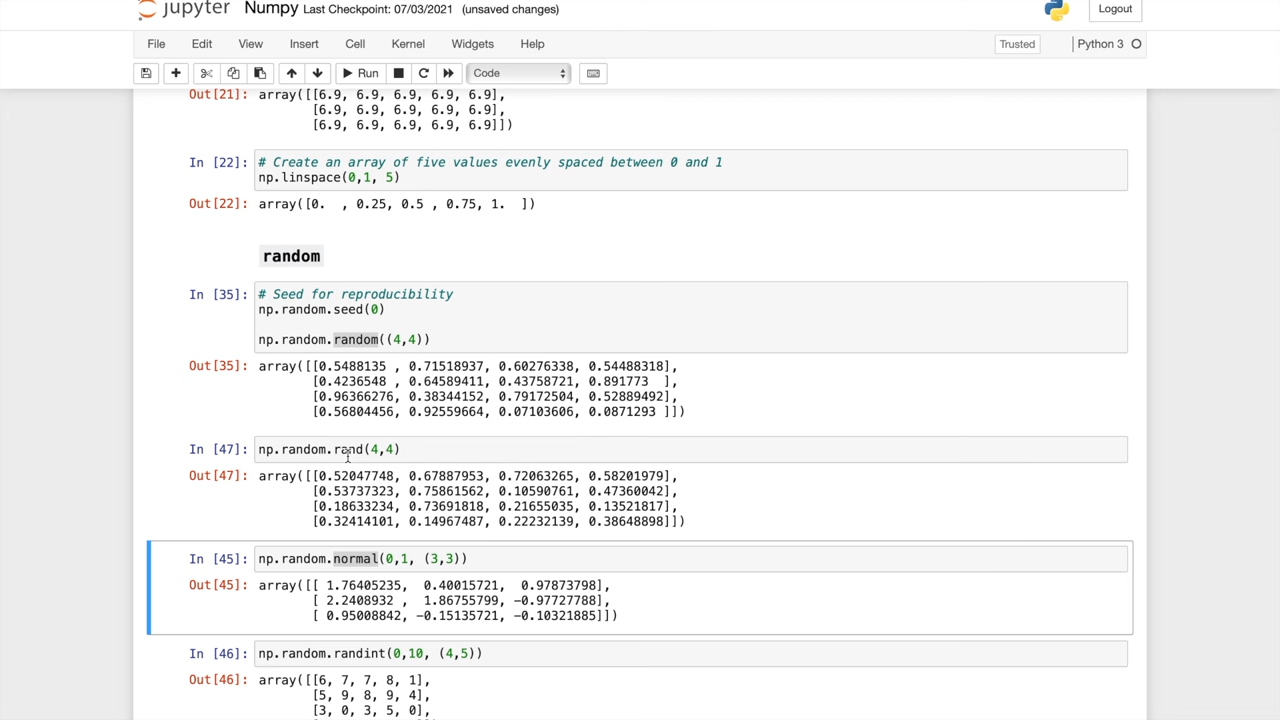 jupyter Numpy Last Checkpoint: 07/03/2021 (unsaved changes) Logout
File Edit View Insert Cell Kernel Widgets Help Trusted Python 3
Run Code
Out[21]: array([[6.9, 6.9, 6.9, 6.9, 6.9],
[6.9, 6.9, 6.9, 6.9, 6.9],
[6.9, 6.9, 6.9, 6.9, 6.9]])
In [22]: # Create an array of five values evenly spaced between 0 and 1
np.linspace(0,1, 5)
Out[22]: array([0.  , 0.25, 0.5 , 0.75, 1.  ])
random
In [35]: # Seed for reproducibility
np.random.seed(0)
np.random.random((4,4))
Out[35]: array([[0.5488135 , 0.71518937, 0.60276338, 0.54488318],
[0.4236548 , 0.64589411, 0.43758721, 0.891773  ],
[0.96366276, 0.38344152, 0.79172504, 0.52889492],
[0.56804456, 0.92559664, 0.07103606, 0.0871293 ]])
In [47]: np.random.rand(4,4)
Out[47]: array([[0.52047748, 0.67887953, 0.72063265, 0.58201979],
[0.53737323, 0.75861562, 0.10590761, 0.47360042],
[0.18633234, 0.73691818, 0.21655035, 0.13521817],
[0.32414101, 0.14967487, 0.22232139, 0.38648898]])
In [45]: np.random.normal(0,1, (3,3))
Out[45]: array([[ 1.76405235,  0.40015721,  0.97873798],
[ 2.2408932 ,  1.86755799, -0.97727788],
[ 0.95008842, -0.15135721, -0.10321885]])
In [46]: np.random.randint(0,10, (4,5))
Out[46]: array([[6, 7, 7, 8, 1],
[5, 9, 8, 9, 4],
[3, 0, 3, 5, 0],